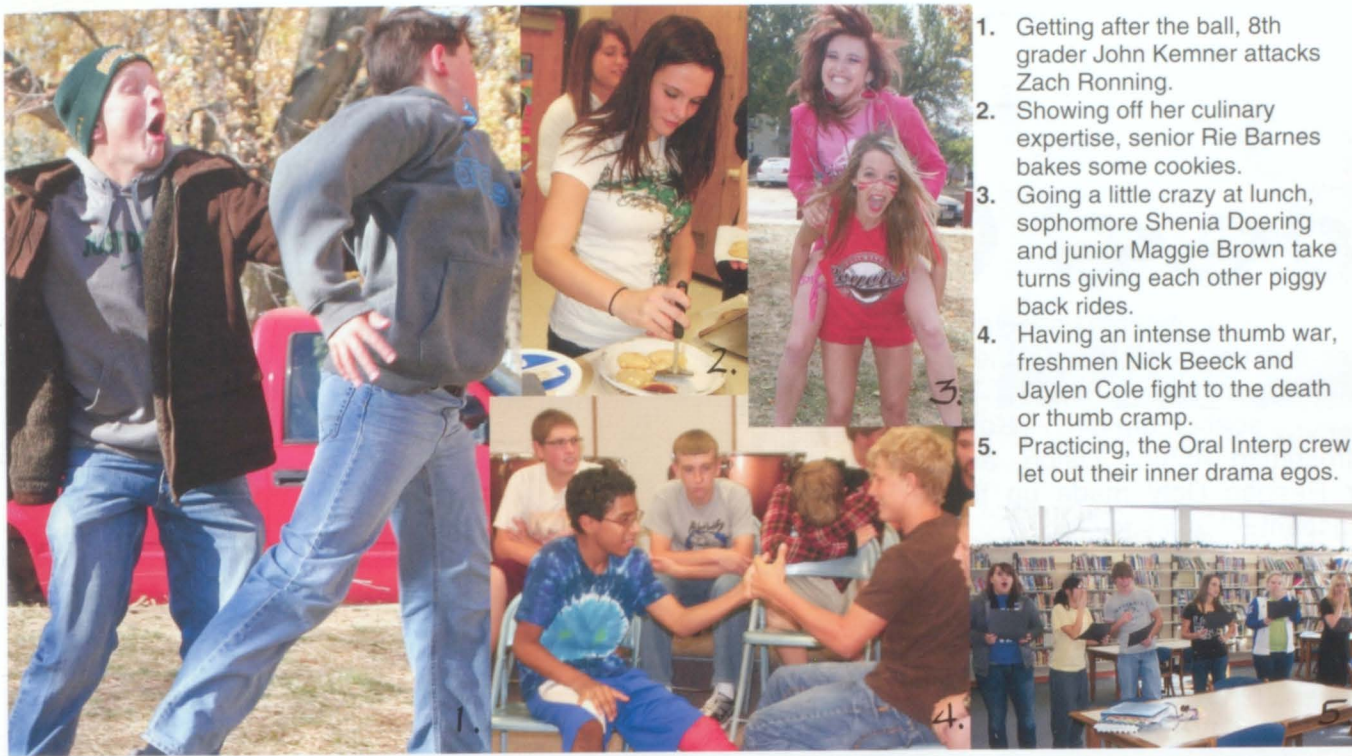 1. Getting after the ball, 8th
grader John Kemner attacks
Zach Ronning.
2. Showing off her culinary
expertise, senior Rie Barnes
bakes some cookies.
3. Going a little crazy at lunch,
sophomore Shenia Doering
and junior Maggie Brown take
turns giving each other piggy
back rides.
4. Having an intense thumb war,
freshmen Nick Beeck and
Jaylen Cole fight to the death
or thumb cramp.
5. Practicing, the Oral Interp crew
let out their inner drama egos.
1.
2.
3.
4.
5.